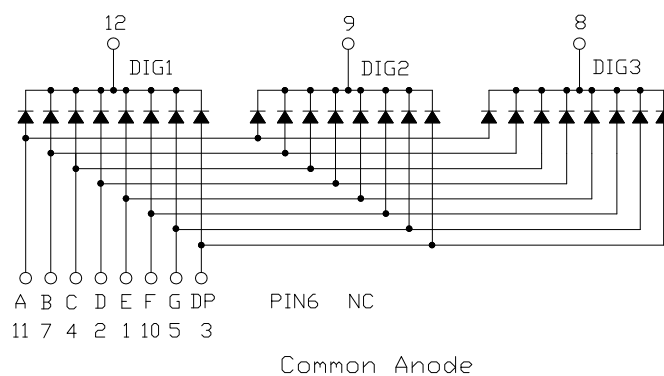 12 9 8
DIG1 DIG2 DIG3
A B C D E F G DP PIN6 NC
11 7 4 2 1 10 5 3
Common Anode